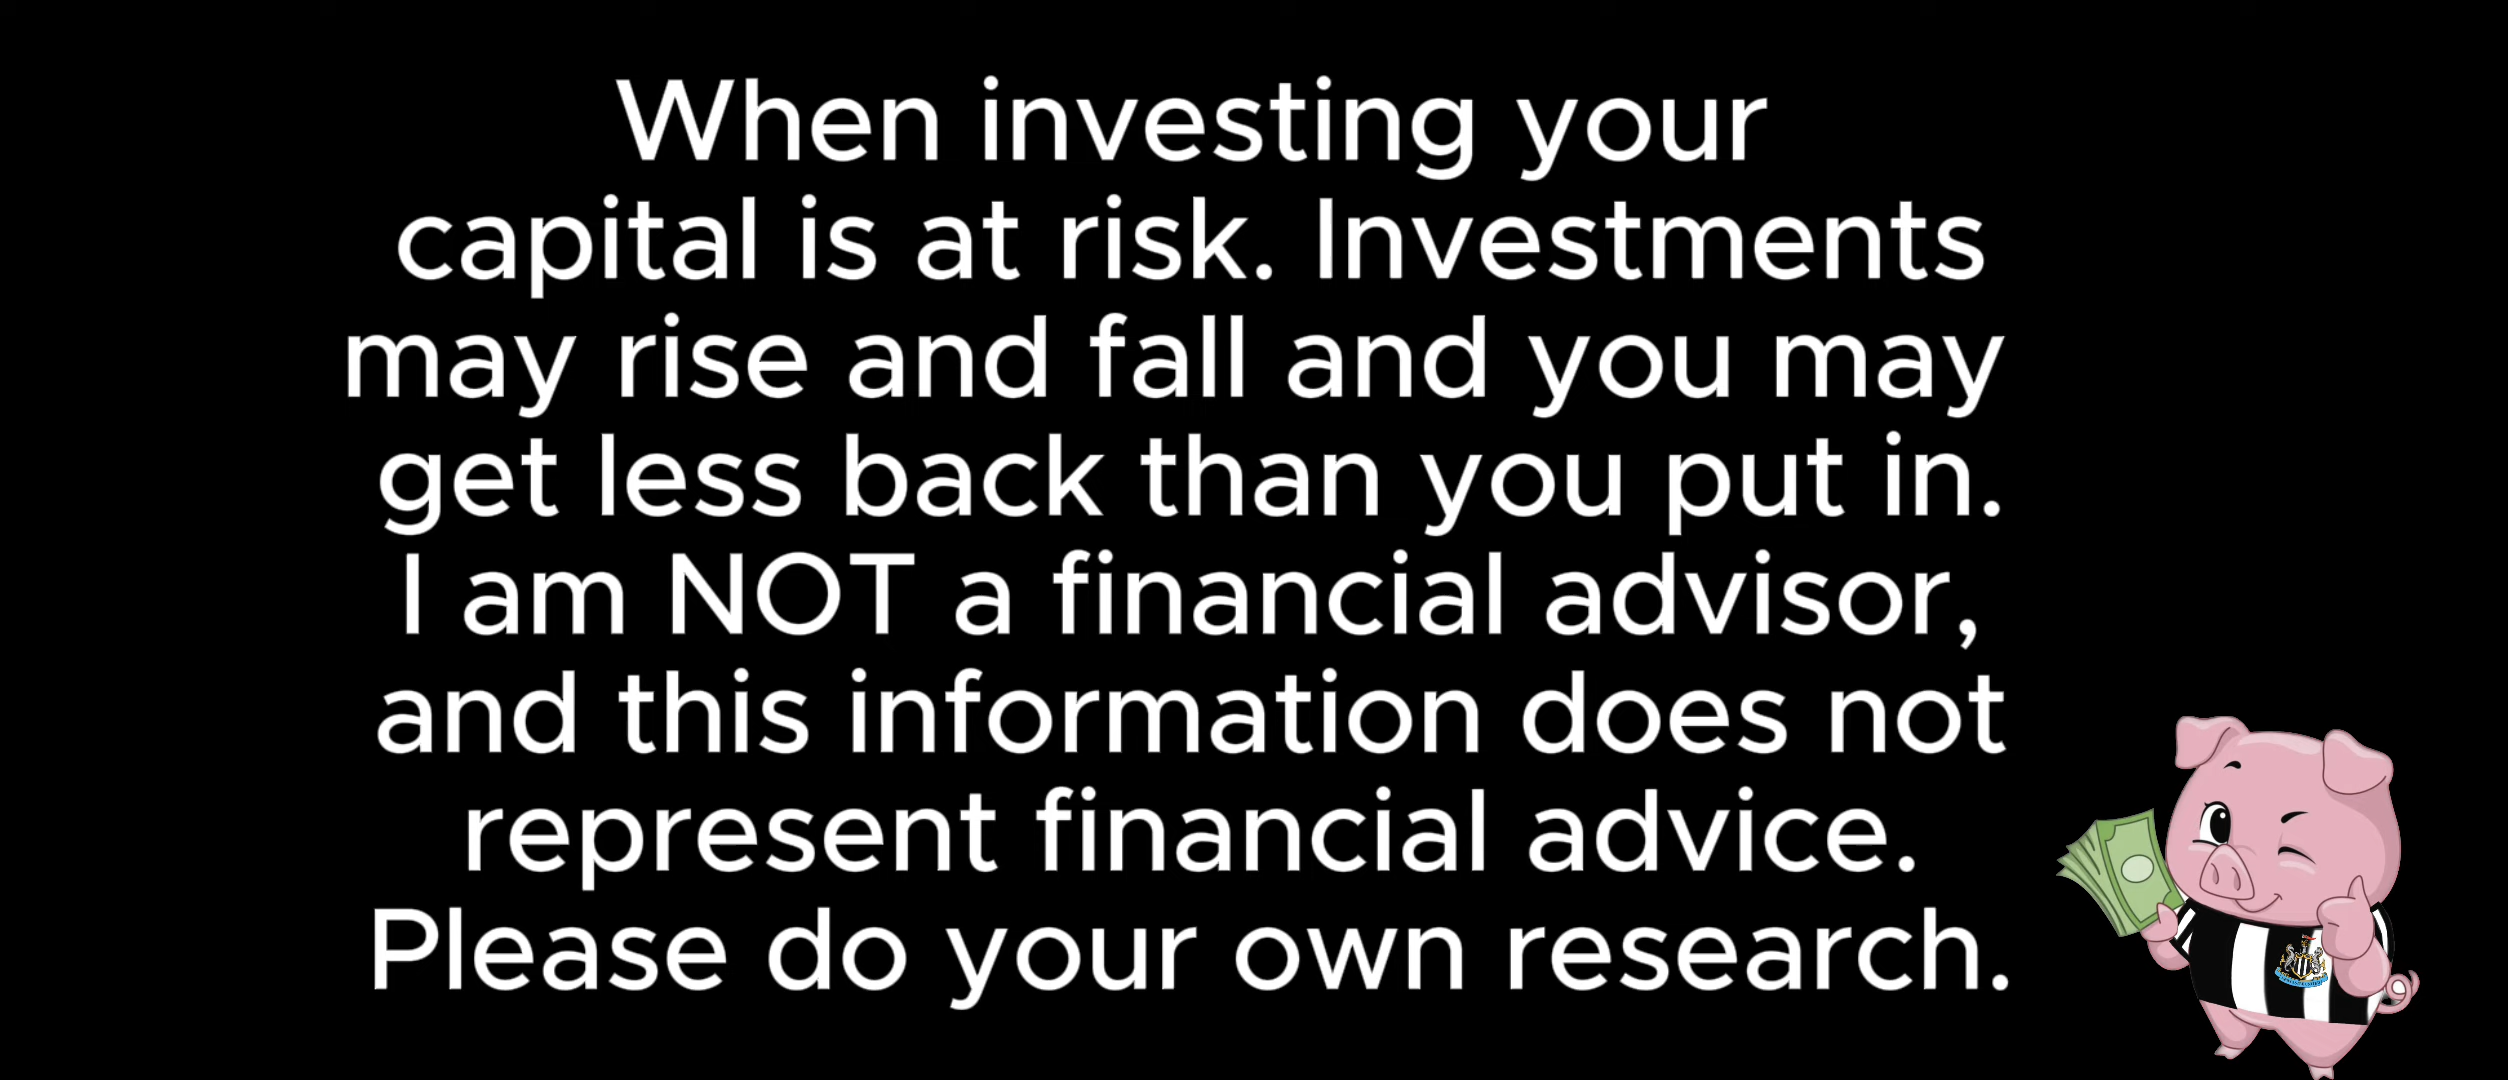 When investing your
capital is at risk. Investments
may rise and fall and you may
get less back than you put in.
I am NOT a financial advisor,
and this information does not
represent financial advice.
Please do your own research.